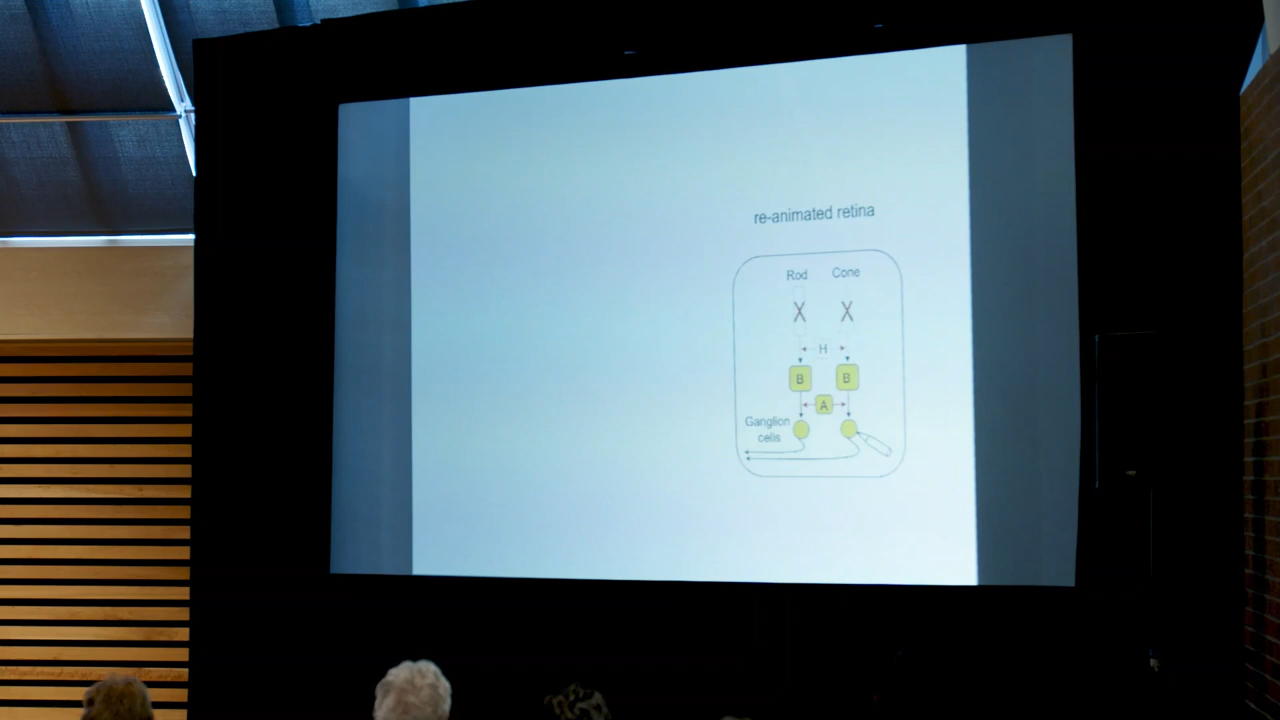 re-animated retina
Rod Cone
X X
H
B B
A
Ganglion
cells